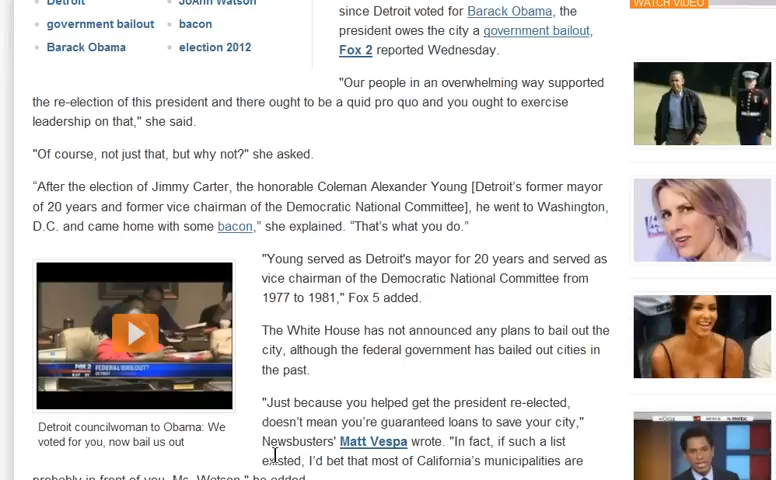 WATCH VIDEO
Detroit
JoAnn Watson
government bailout
bacon
Barack Obama
election 2012
since Detroit voted for Barack Obama, the
president owes the city a government bailout,
Fox 2 reported Wednesday.
"Our people in an overwhelming way supported
the re-election of this president and there ought to be a quid pro quo and you ought to exercise
leadership on that," she said.
"Of course, not just that, but why not?" she asked.
“After the election of Jimmy Carter, the honorable Coleman Alexander Young [Detroit’s former mayor
of 20 years and former vice chairman of the Democratic National Committee], he went to Washington,
D.C. and came home with some bacon,” she explained. “That’s what you do.”
"Young served as Detroit's mayor for 20 years and served as
vice chairman of the Democratic National Committee from
1977 to 1981," Fox 5 added.
The White House has not announced any plans to bail out the
city, although the federal government has bailed out cities in
the past.
"Just because you helped get the president re-elected,
doesn’t mean you’re guaranteed loans to save your city,"
Newsbusters' Matt Vespa wrote. "In fact, if such a list
existed, I’d bet that most of California’s municipalities are
probably in front of you, Ms. Watson," he added.
FOX 2
FEDERAL BAILOUT?
DETROIT
Detroit councilwoman to Obama: We
voted for you, now bail us out